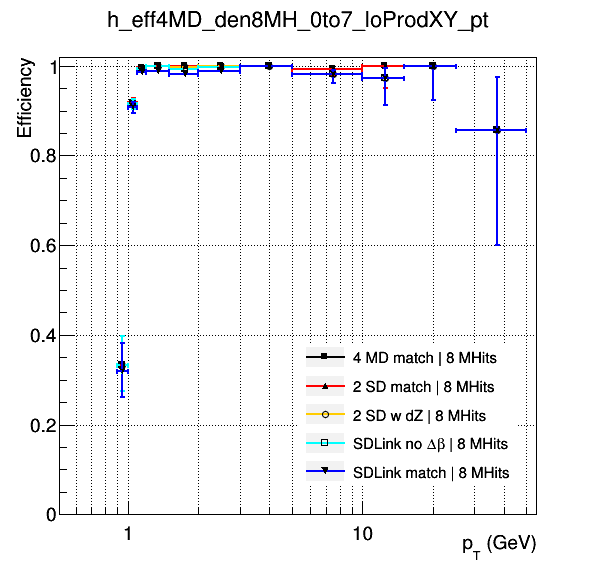 h_eff4MD_den8MH_0to7_loProdXY_pt
Efficiency
1
0.8
0.6
0.4
0.2
0
4 MD match | 8 MHits
2 SD match | 8 MHits
2 SD w dZ | 8 MHits
SDLink no Δβ | 8 MHits
SDLink match | 8 MHits
1
10
p_T (GeV)